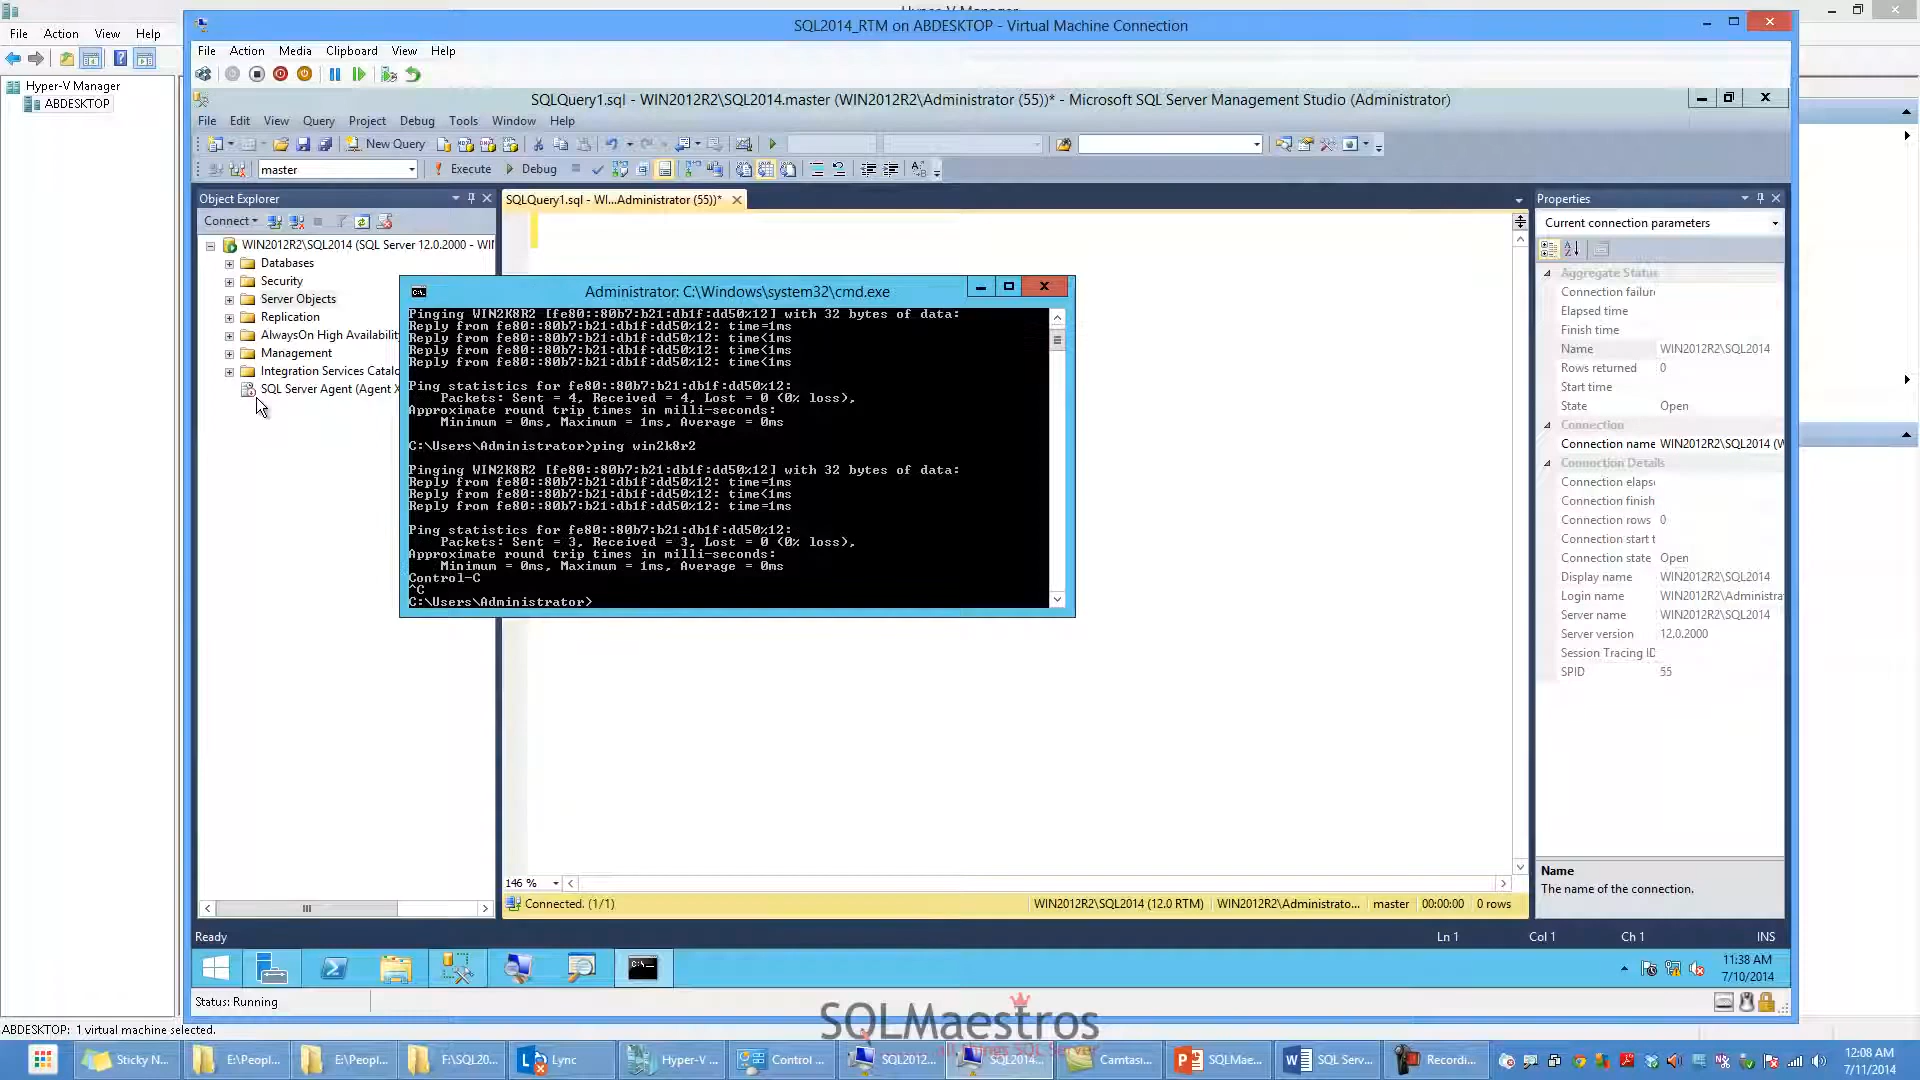 Hyper-V Manager
File Action View Help
SQL2014_RTM on ABDESKTOP - Virtual Machine Connection
File Action Media Clipboard View Help
Hyper-V Manager
ABDESKTOP
SQLQuery1.sql - WIN2012R2\SQL2014.master (WIN2012R2\Administrator (55))* - Microsoft SQL Server Management Studio (Administrator)
File Edit View Query Project Debug Tools Window Help
New Query
master Execute Debug
Object Explorer
Connect
WIN2012R2\SQL2014 (SQL Server 12.0.2000 - WIN
Databases
Security
Server Objects
Replication
AlwaysOn High Availability
Management
Integration Services Catalo
SQL Server Agent (Agent X
SQLQuery1.sql - WI...Administrator (55))*
Administrator: C:\Windows\system32\cmd.exe
Pinging WIN2K8R2 [fe80::80b7:b21:db1f:dd50%12] with 32 bytes of data:
Reply from fe80::80b7:b21:db1f:dd50%12: time=1ms
Reply from fe80::80b7:b21:db1f:dd50%12: time<1ms
Reply from fe80::80b7:b21:db1f:dd50%12: time<1ms
Reply from fe80::80b7:b21:db1f:dd50%12: time<1ms
Ping statistics for fe80::80b7:b21:db1f:dd50%12:
Packets: Sent = 4, Received = 4, Lost = 0 (0% loss),
Approximate round trip times in milli-seconds:
Minimum = 0ms, Maximum = 1ms, Average = 0ms
C:\Users\Administrator>ping win2k8r2
Pinging WIN2K8R2 [fe80::80b7:b21:db1f:dd50%12] with 32 bytes of data:
Reply from fe80::80b7:b21:db1f:dd50%12: time=1ms
Reply from fe80::80b7:b21:db1f:dd50%12: time<1ms
Reply from fe80::80b7:b21:db1f:dd50%12: time=1ms
Ping statistics for fe80::80b7:b21:db1f:dd50%12:
Packets: Sent = 3, Received = 3, Lost = 0 (0% loss),
Approximate round trip times in milli-seconds:
Minimum = 0ms, Maximum = 1ms, Average = 0ms
Control-C
^C
C:\Users\Administrator>
146 %
Connected. (1/1) WIN2012R2\SQL2014 (12.0 RTM) WIN2012R2\Administrato... master 00:00:00 0 rows
Properties
Current connection parameters
Aggregate Status
Connection failur
Elapsed time
Finish time
Name WIN2012R2\SQL2014
Rows returned 0
Start time
State Open
Connection
Connection name WIN2012R2\SQL2014 (W
Connection Details
Connection elaps
Connection finish
Connection rows 0
Connection start t
Connection state Open
Display name WIN2012R2\SQL2014
Login name WIN2012R2\Administra
Server name WIN2012R2\SQL2014
Server version 12.0.2000
Session Tracing ID
SPID 55
Name
The name of the connection.
Ready Ln 1 Col 1 Ch 1 INS
11:38 AM
7/10/2014
Status: Running
ABDESKTOP: 1 virtual machine selected.
SQLMaestros
all things SQL Server
Sticky N... E:\Peopl... E:\Peopl... F:\SQL20... Lync Hyper-V ... Control ... SQL2012... SQL2014... Camtasi... SQLMae... SQL Serv... Recordi...
12:08 AM
7/11/2014